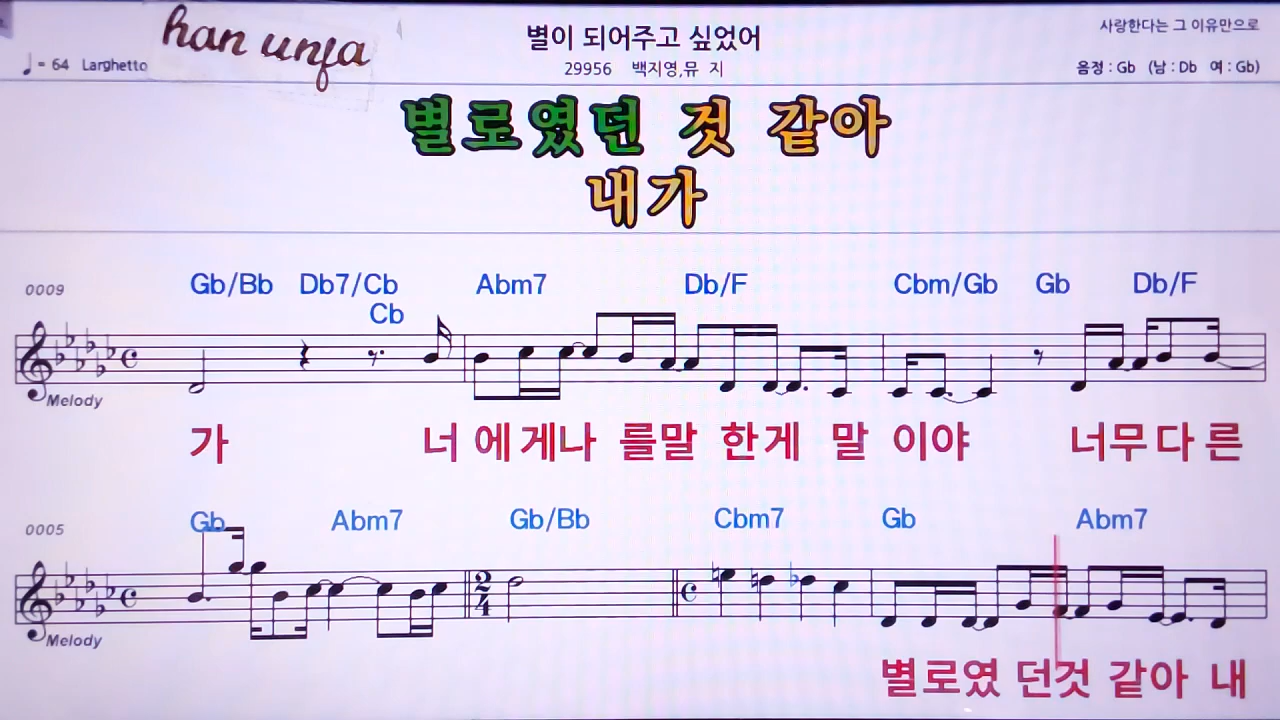 han unfa
별이 되어주고 싶었어
사랑한다는 그 이유만으로
♩= 64 Larghetto
29956 백지영,뮤 지
음정 : Gb (남 : Db 여 : Gb)
별로였던 것 같아
내가
0009
Gb/Bb Db7/Cb Abm7 Db/F Cbm/Gb Gb Db/F
Cb
Melody
가 너 에 게나 를말 한게 말 이야 너무 다 른
0005
Gb Abm7 Gb/Bb Cbm7 Gb Abm7
2
4
Melody
별로였 던것 같아 내